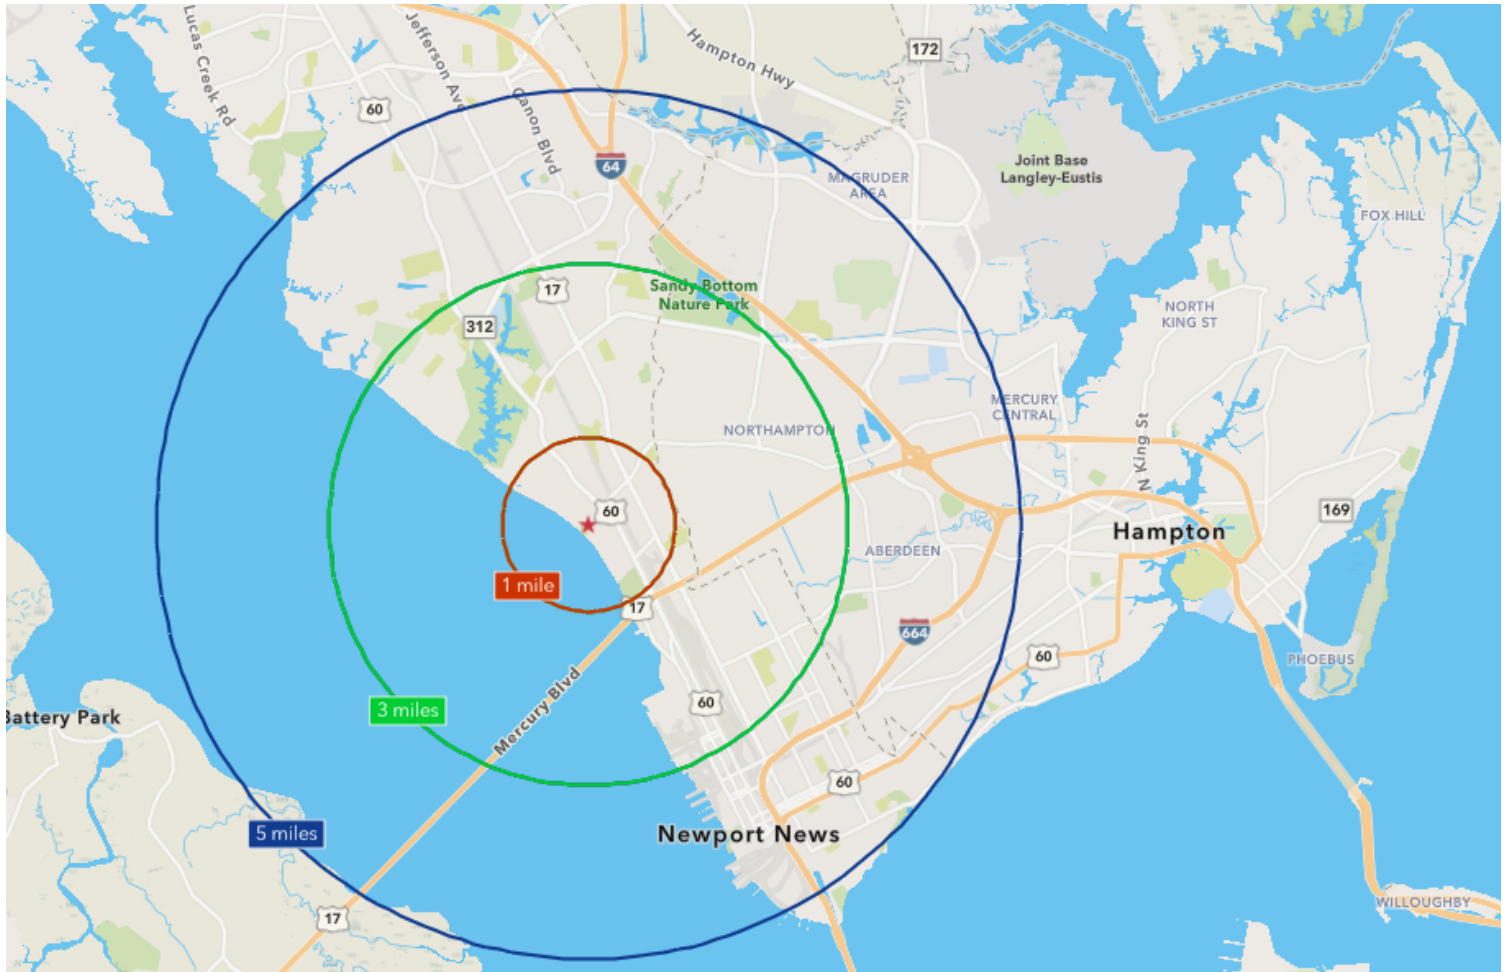 Lucas Creek Rd
Jefferson Ave
Hampton Hwy
172
60
Canon Blvd
64
Joint Base
Langley-Eustis
MAGRUDER
AREA
FOX HILL
17
Sandy Bottom
Nature Park
NORTH
KING ST
312
MERCURY
CENTRAL
NORTHAMPTON
N King St
60
169
Hampton
ABERDEEN
1 mile
17
664
60
PHOEBUS
3 miles
60
Mercury Blvd
Battery Park
60
5 miles
Newport News
17
WILLOUGHBY